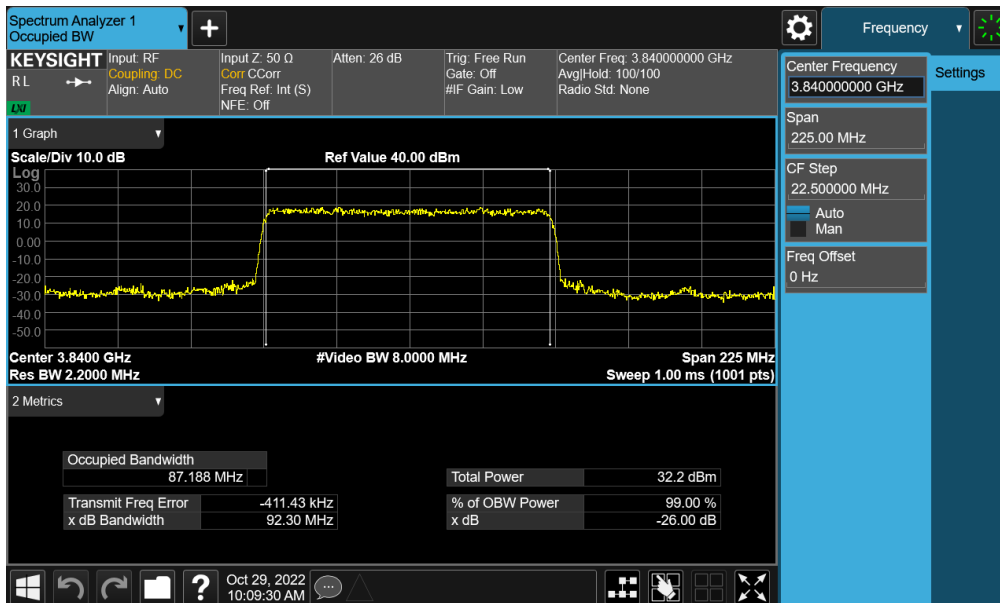 Spectrum Analyzer 1
Occupied BW
Frequency
KEYSIGHT
R L
LXI
Input: RF
Coupling: DC
Align: Auto
Input Z: 50 Ω
Corr CCorr
Freq Ref: Int (S)
NFE: Off
Atten: 26 dB
Trig: Free Run
Gate: Off
#IF Gain: Low
Center Freq: 3.840000000 GHz
Avg|Hold: 100/100
Radio Std: None
Center Frequency
3.840000000 GHz
Settings
Span
225.00 MHz
CF Step
22.500000 MHz
Auto
Man
Freq Offset
0 Hz
1 Graph
Scale/Div 10.0 dB
Ref Value 40.00 dBm
Log
30.0
20.0
10.0
0.00
-10.0
-20.0
-30.0
-40.0
-50.0
Center 3.8400 GHz
#Video BW 8.0000 MHz
Span 225 MHz
Res BW 2.2000 MHz
Sweep 1.00 ms (1001 pts)
2 Metrics
Occupied Bandwidth
87.188 MHz
Total Power 32.2 dBm
Transmit Freq Error -411.43 kHz
% of OBW Power 99.00 %
x dB Bandwidth 92.30 MHz
x dB -26.00 dB
Oct 29, 2022
10:09:30 AM